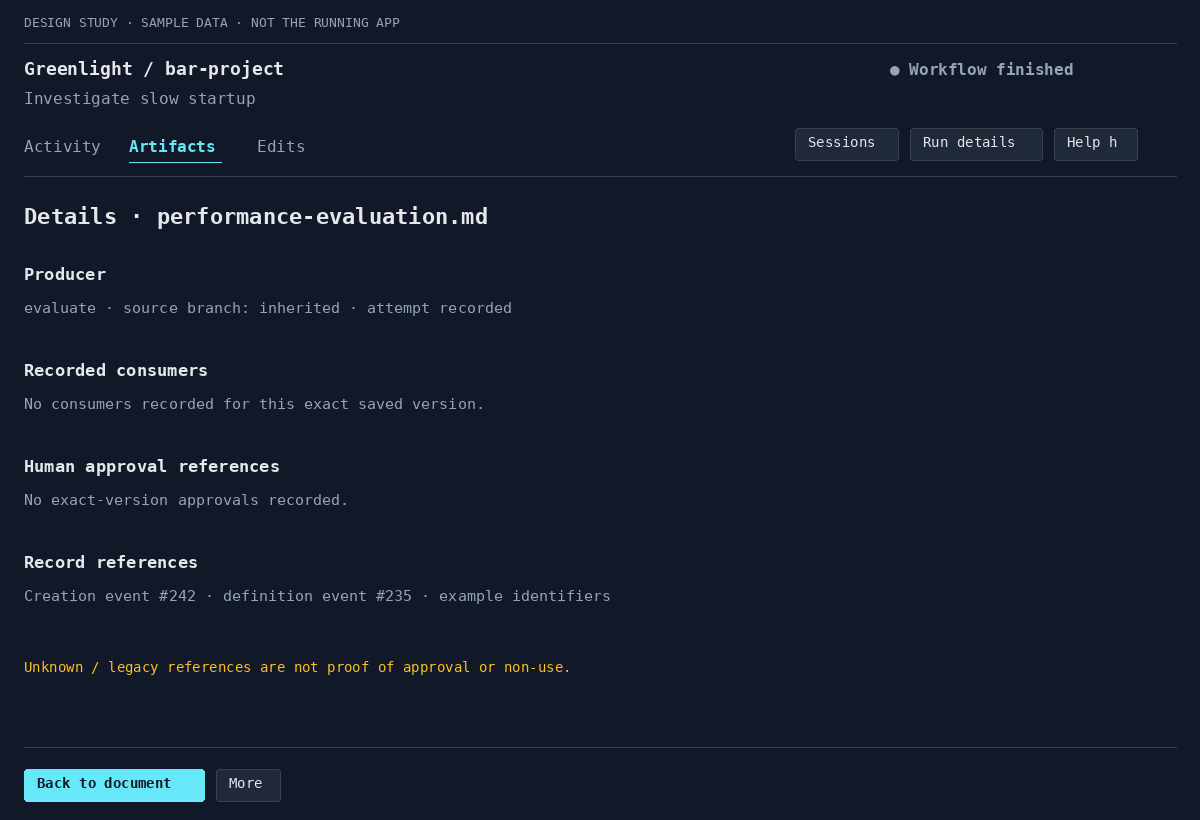 DESIGN STUDY · SAMPLE DATA · NOT THE RUNNING APP
Greenlight / bar-project
● Workflow finished
Investigate slow startup
Activity Artifacts Edits
Sessions Run details Help h
Details · performance-evaluation.md
Producer
evaluate · source branch: inherited · attempt recorded
Recorded consumers
No consumers recorded for this exact saved version.
Human approval references
No exact-version approvals recorded.
Record references
Creation event #242 · definition event #235 · example identifiers
Unknown / legacy references are not proof of approval or non-use.
Back to document More